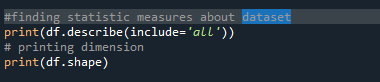 #finding statistic measures about dataset
print(df.describe(include='all'))
# printing dimension
print(df.shape)